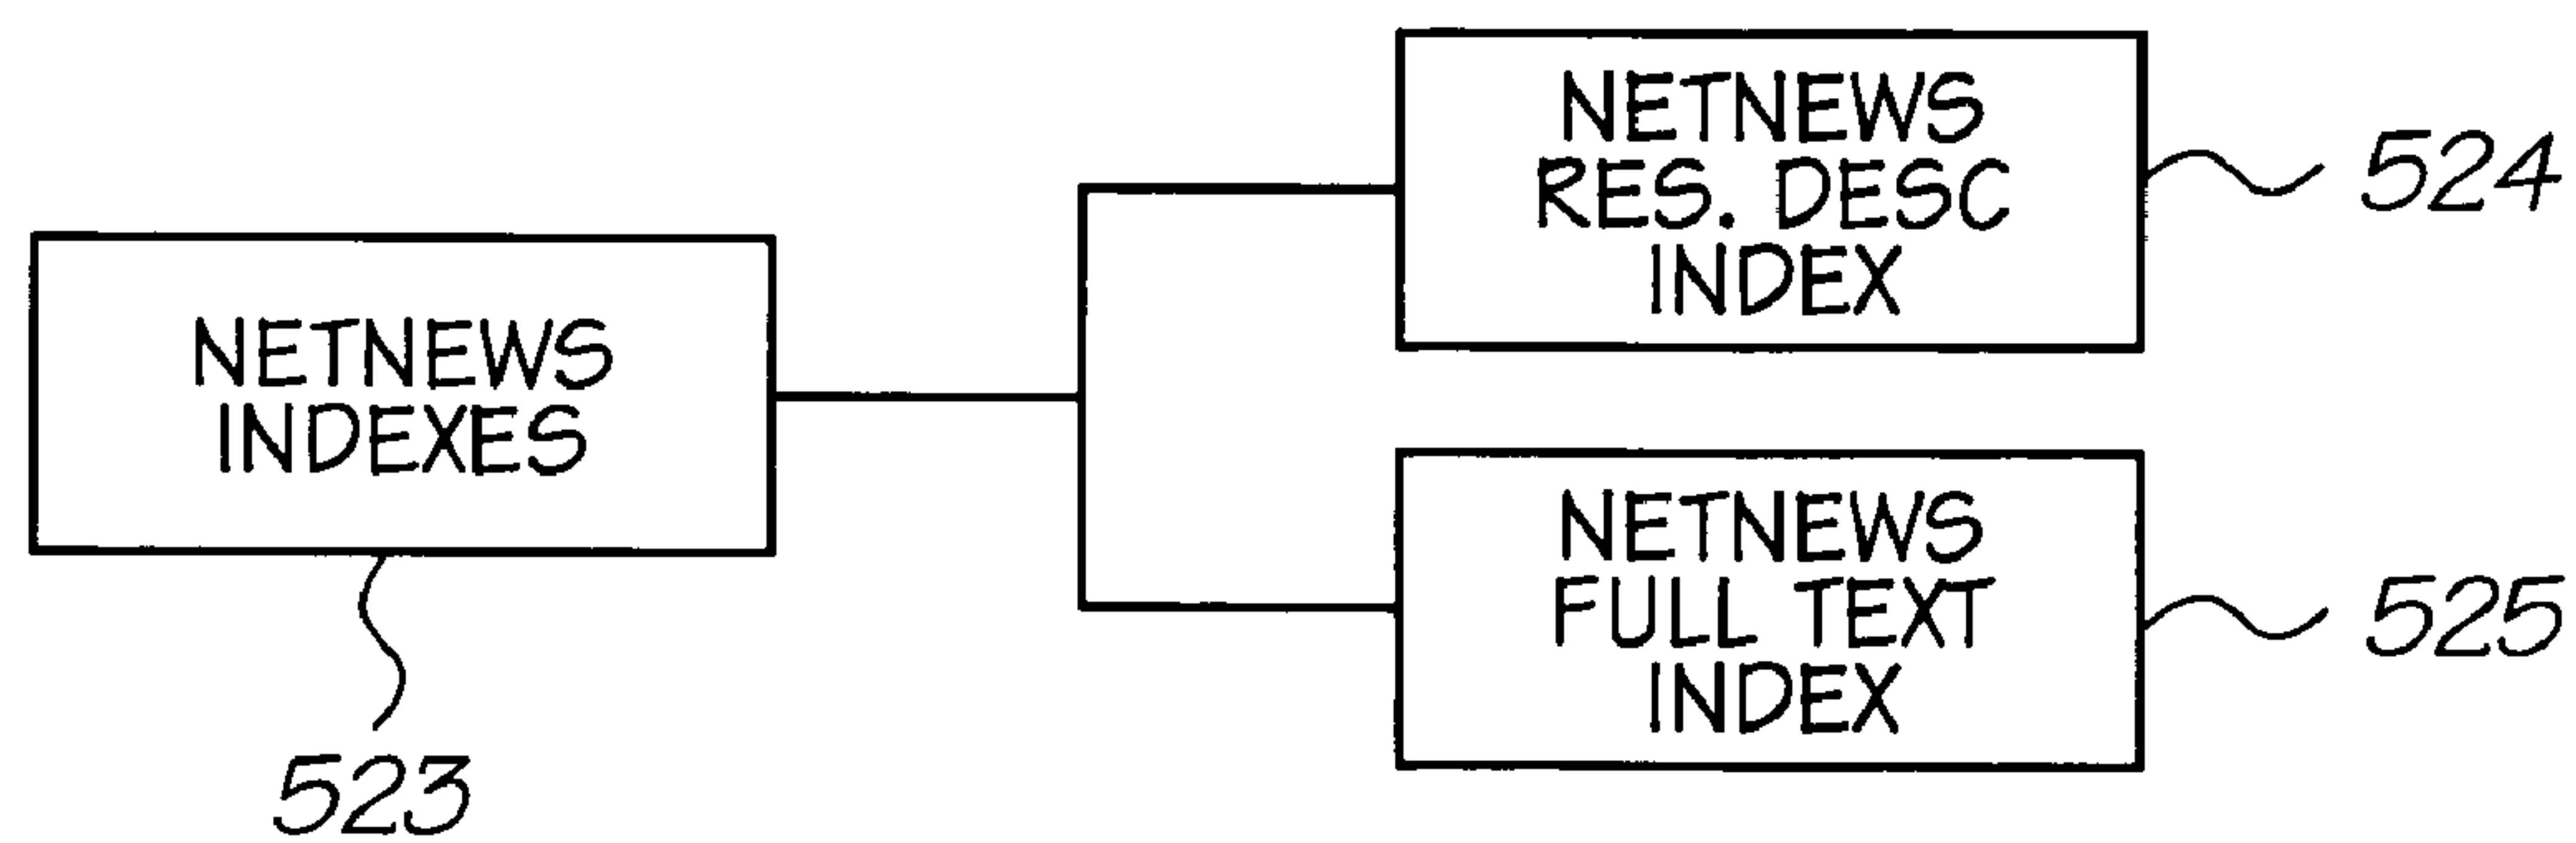 NETNEWS
INDEXES
523
NETNEWS
RES. DESC
INDEX
524
NETNEWS
FULL TEXT
INDEX
525